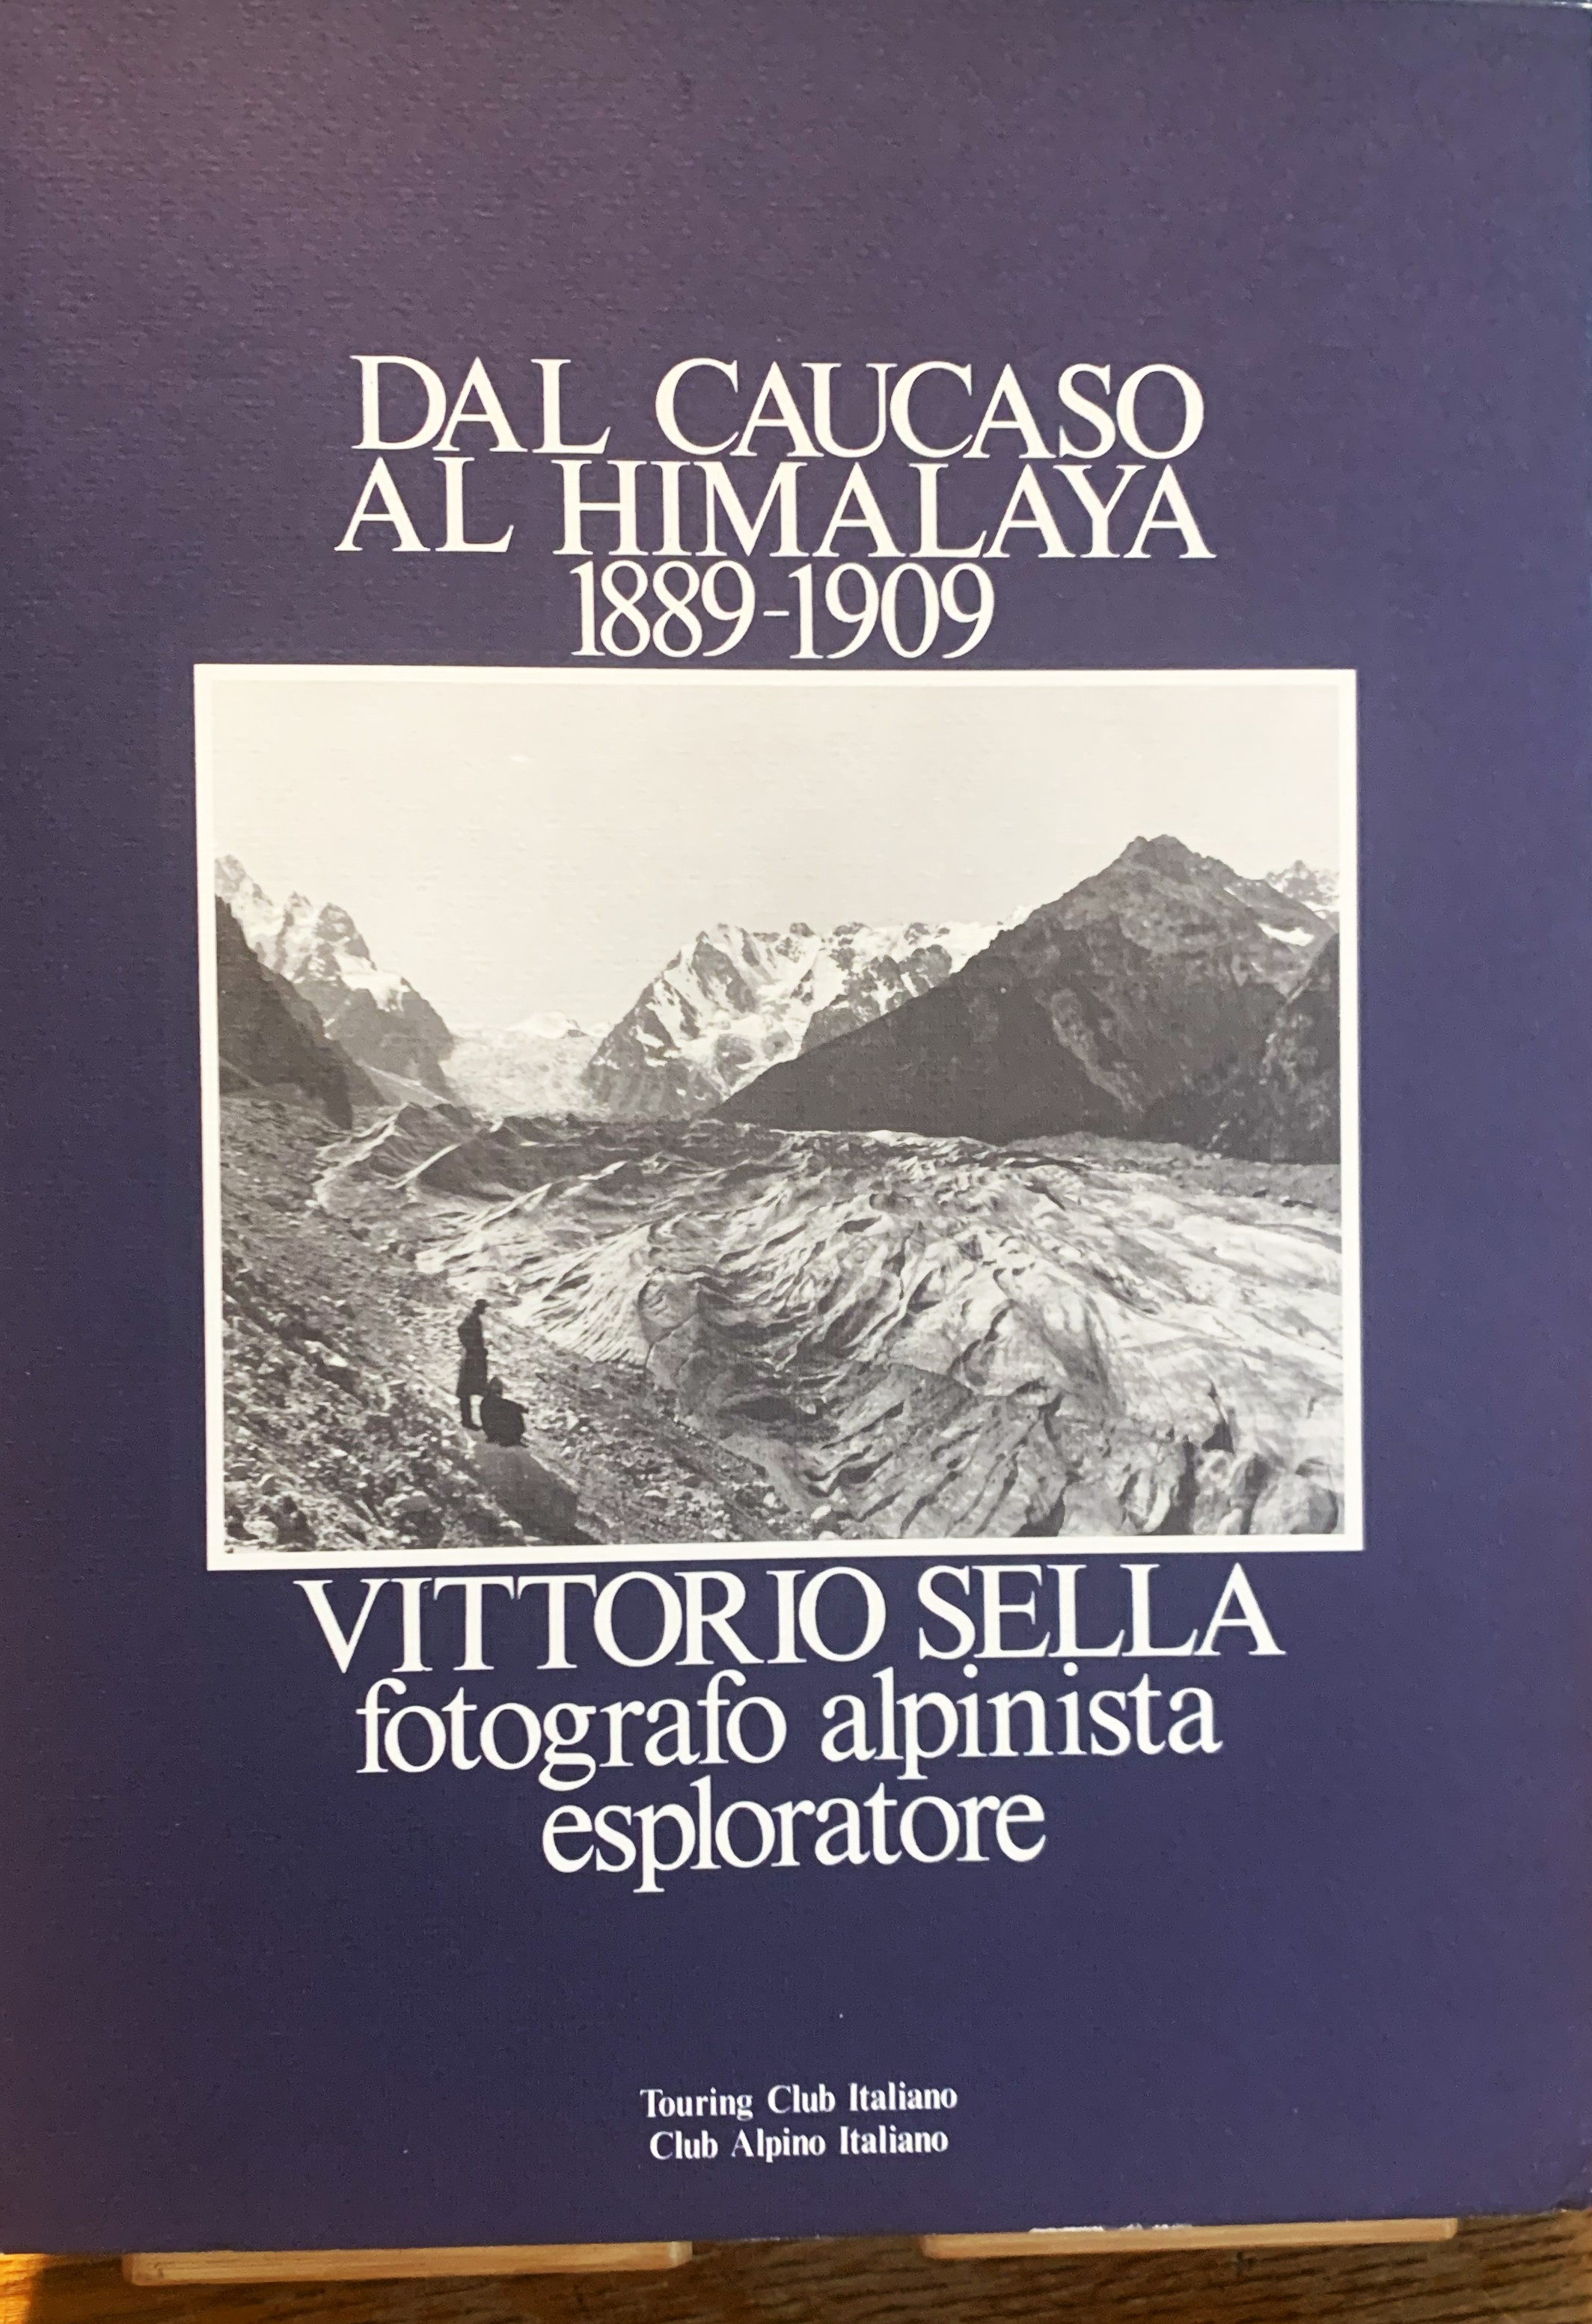 DAL CAUCASO
AL HIMALAYA
1889-1909
VITTORIO SELLA
fotografo alpinista
esploratore
Touring Club Italiano
Club Alpino Italiano